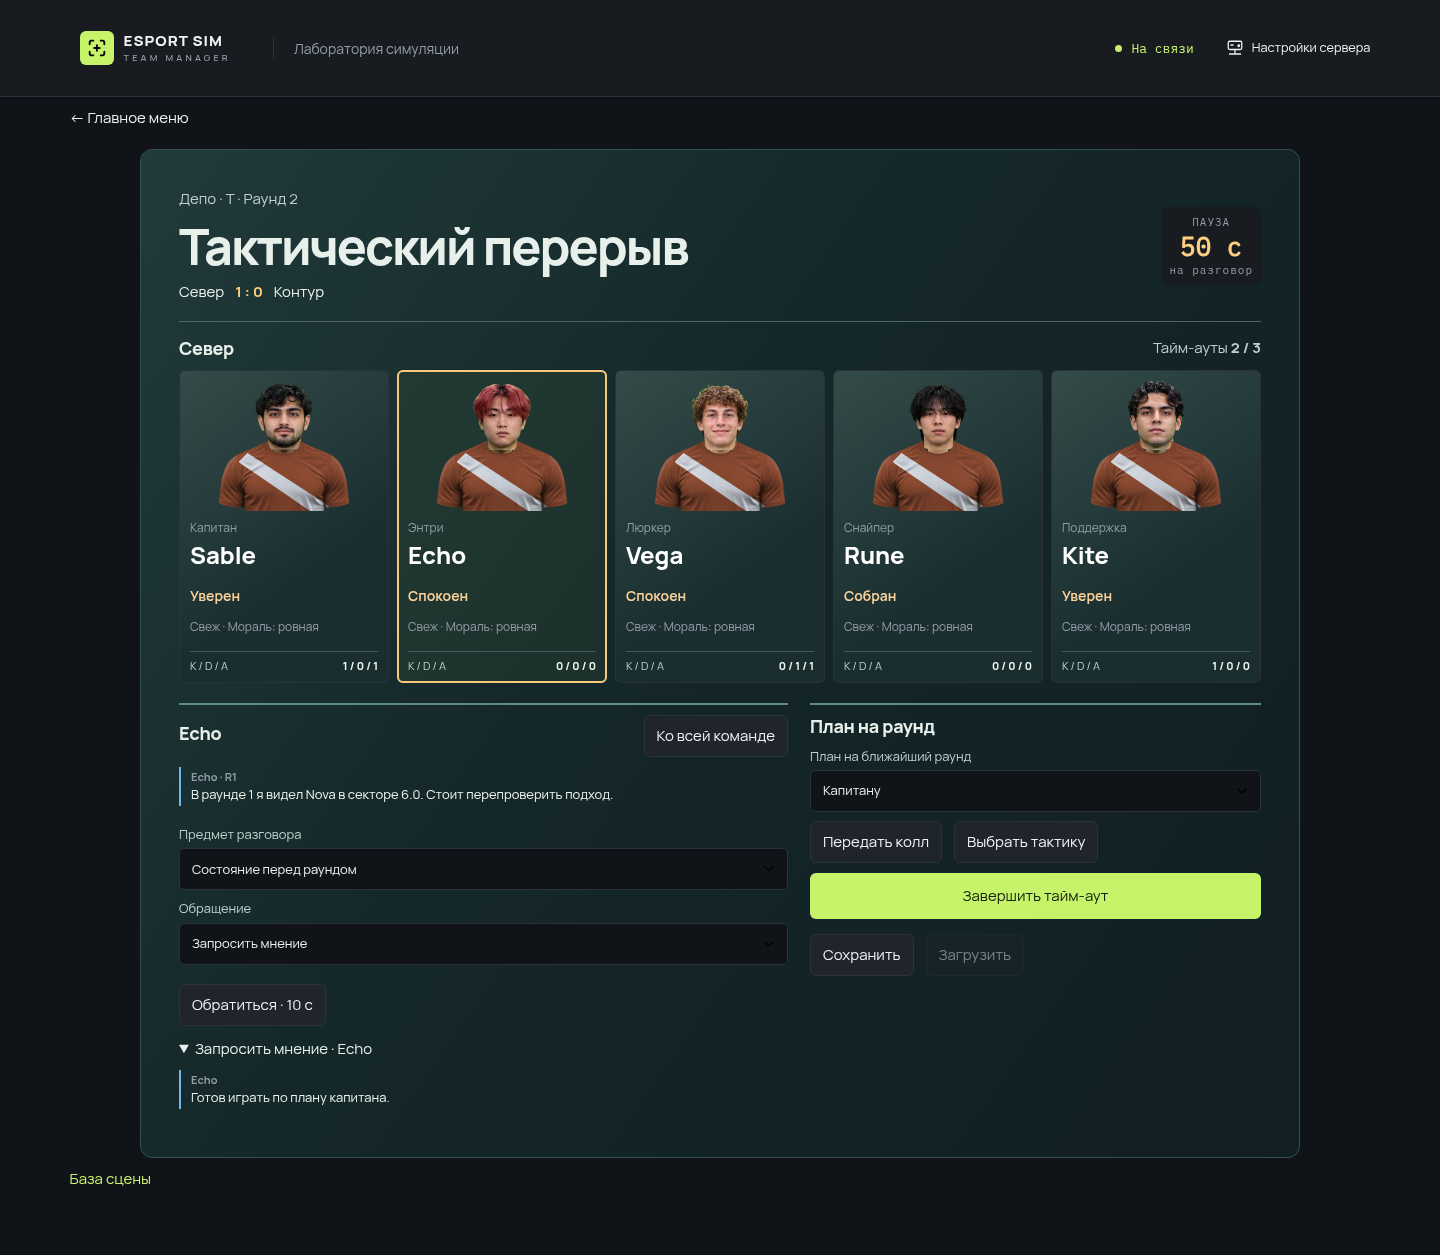 ESPORT SIM
TEAM MANAGER
Лаборатория симуляции
На связи
Настройки сервера
← Главное меню
Депо · T · Раунд 2
Тактический перерыв
Север 1 : 0 Контур
ПАУЗА
50 с
на разговор
Север
Тайм-ауты 2 / 3
Капитан
Sable
Уверен
Свеж · Мораль: ровная
K/D/A 1/0/1
Энтри
Echo
Спокоен
Свеж · Мораль: ровная
K/D/A 0/0/0
Люркер
Vega
Спокоен
Свеж · Мораль: ровная
K/D/A 0/1/1
Снайпер
Rune
Собран
Свеж · Мораль: ровная
K/D/A 0/0/0
Поддержка
Kite
Уверен
Свеж · Мораль: ровная
K/D/A 1/0/0
Echo
Ко всей команде
Echo · R1
В раунде 1 я видел Nova в секторе 6.0. Стоит перепроверить подход.
Предмет разговора
Состояние перед раундом
Обращение
Запросить мнение
Обратиться · 10 с
▼ Запросить мнение · Echo
Echo
Готов играть по плану капитана.
План на раунд
План на ближайший раунд
Капитану
Передать колл
Выбрать тактику
Завершить тайм-аут
Сохранить
Загрузить
База сцены